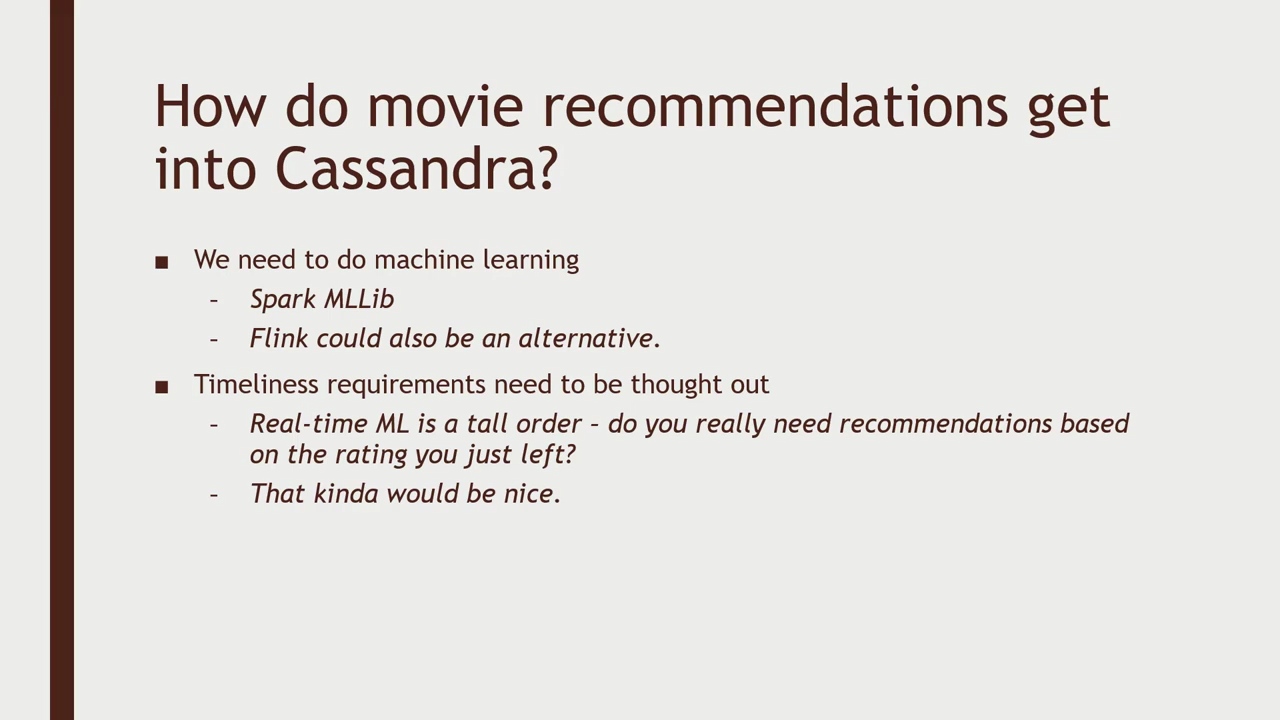 How do movie recommendations get
into Cassandra?
■ We need to do machine learning
– Spark MLLib
– Flink could also be an alternative.
■ Timeliness requirements need to be thought out
– Real-time ML is a tall order – do you really need recommendations based
on the rating you just left?
– That kinda would be nice.